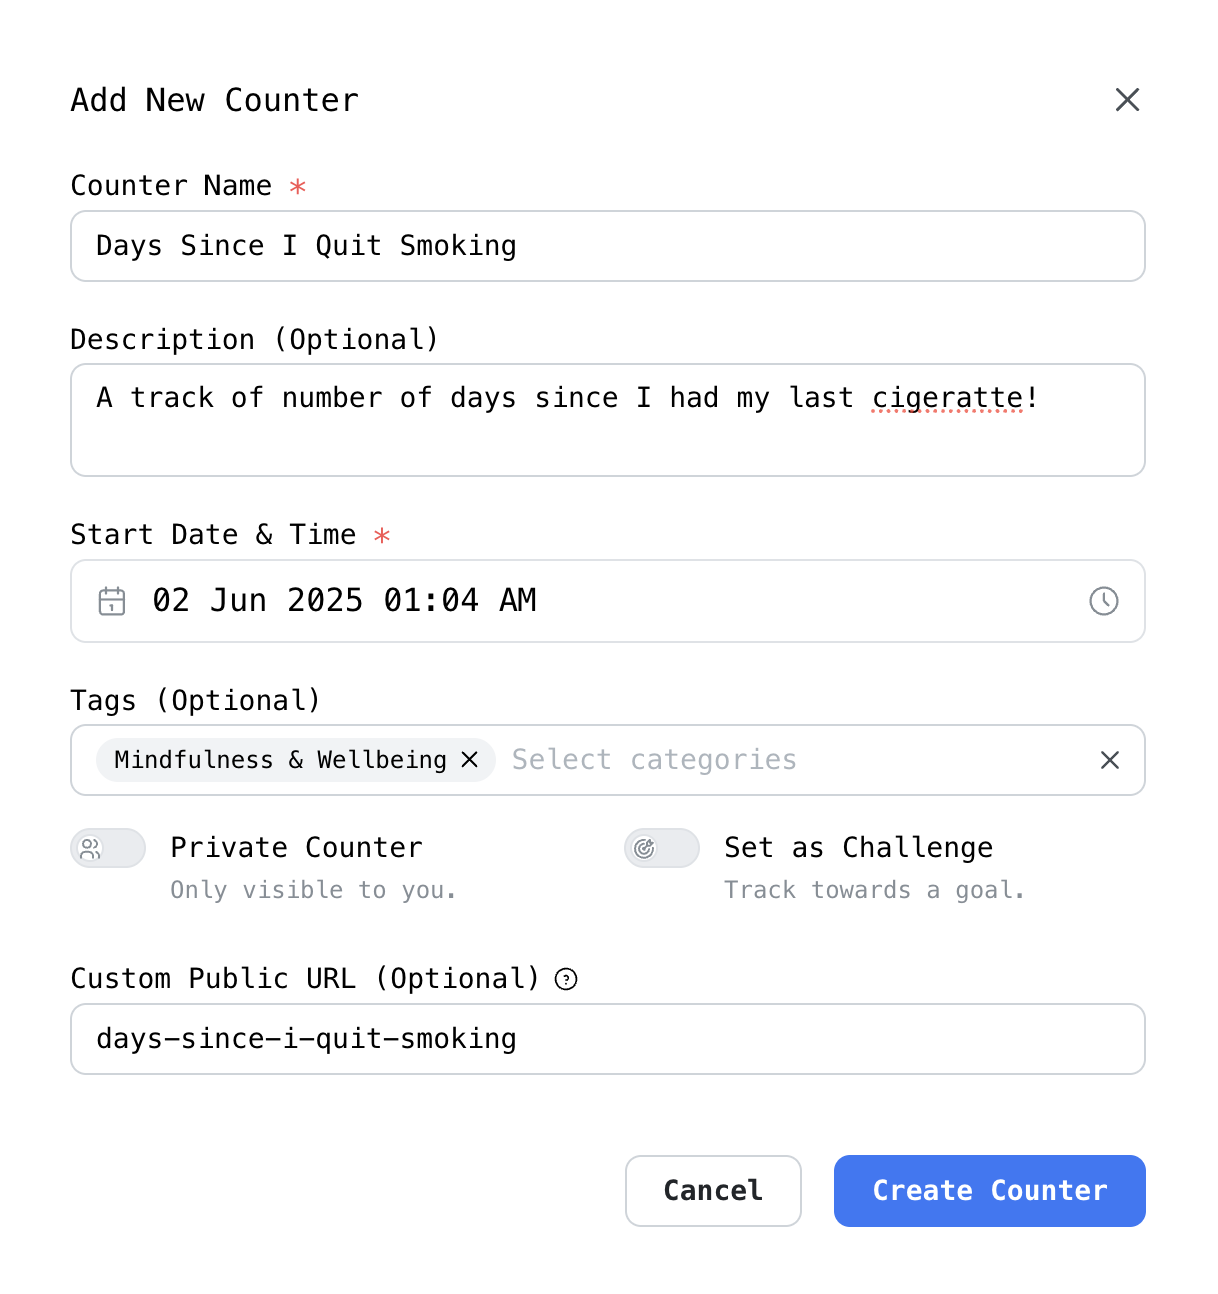 Add New Counter
Counter Name *
Days Since I Quit Smoking
Description (Optional)
A track of number of days since I had my last cigeratte!
Start Date & Time *
1
02 Jun 2025 01:04 AM
Tags (Optional)
Mindfulness & Wellbeing
Select categories
Private Counter
Only visible to you.
Set as Challenge
Track towards a goal.
Custom Public URL (Optional) ?
days-since-i-quit-smoking
Cancel
Create Counter